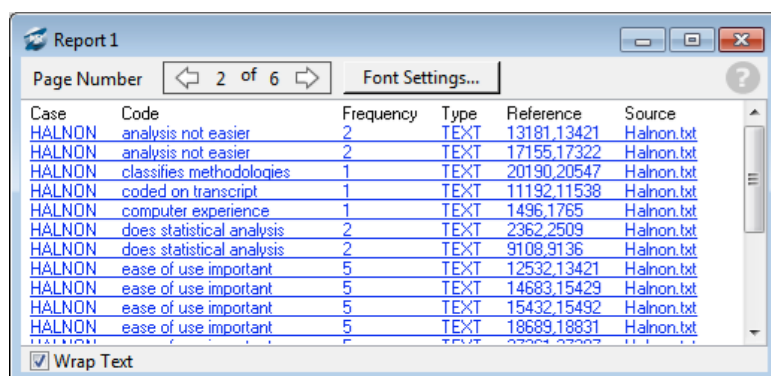 Report 1
Page Number 2 of 6 Font Settings... ?
Case Code Frequency Type Reference Source
HALNON analysis not easier 2 TEXT 13181,13421 Halnon.txt
HALNON analysis not easier 2 TEXT 17155,17322 Halnon.txt
HALNON classifies methodologies 1 TEXT 20190,20547 Halnon.txt
HALNON coded on transcript 1 TEXT 11192,11538 Halnon.txt
HALNON computer experience 1 TEXT 1496,1765 Halnon.txt
HALNON does statistical analysis 2 TEXT 2362,2509 Halnon.txt
HALNON does statistical analysis 2 TEXT 9108,9136 Halnon.txt
HALNON ease of use important 5 TEXT 12532,13421 Halnon.txt
HALNON ease of use important 5 TEXT 14683,15429 Halnon.txt
HALNON ease of use important 5 TEXT 15432,15492 Halnon.txt
HALNON ease of use important 5 TEXT 18689,18831 Halnon.txt
Wrap Text